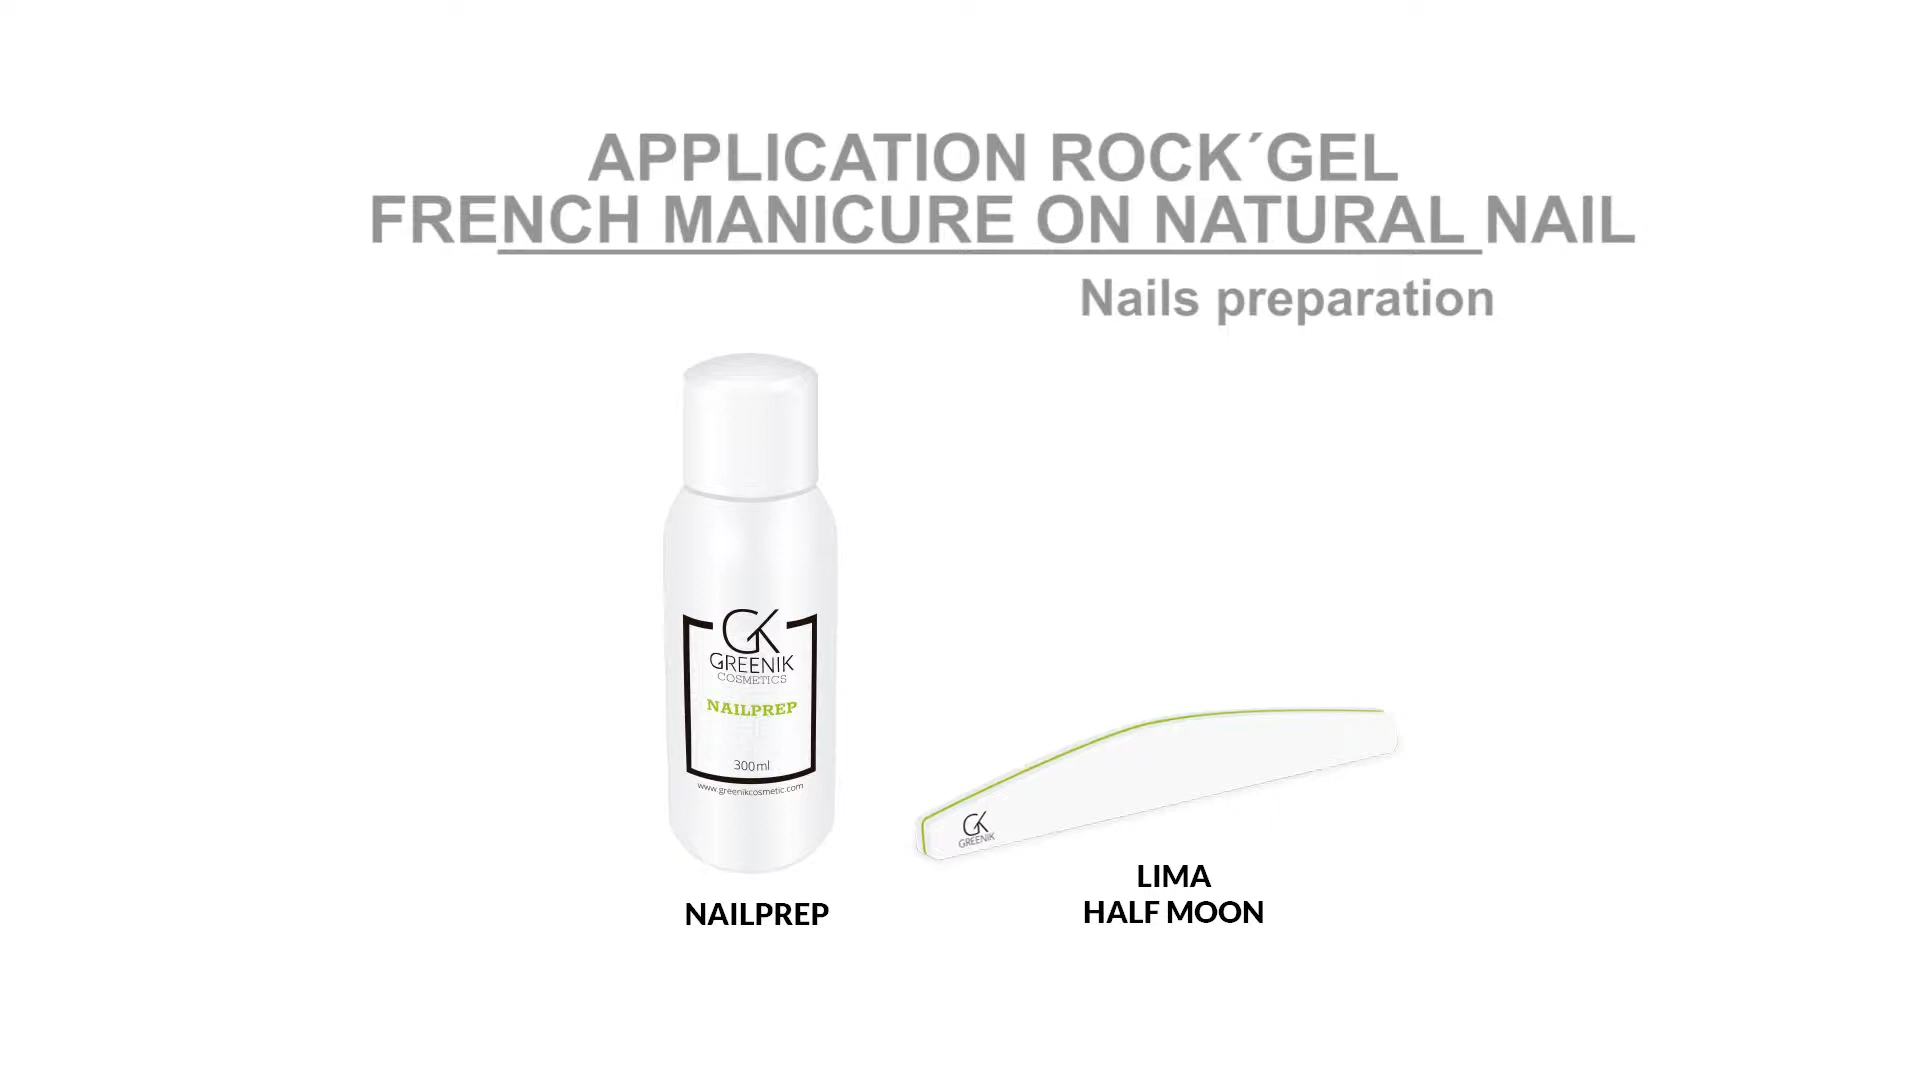 APPLICATION ROCK´GEL
FRENCH MANICURE ON NATURAL NAIL
Nails preparation
GK
GREENIK
COSMETICS
NAILPREP
300ml
www.greenikcosmetic.com
GK
GREENIK
NAILPREP
LIMA
HALF MOON